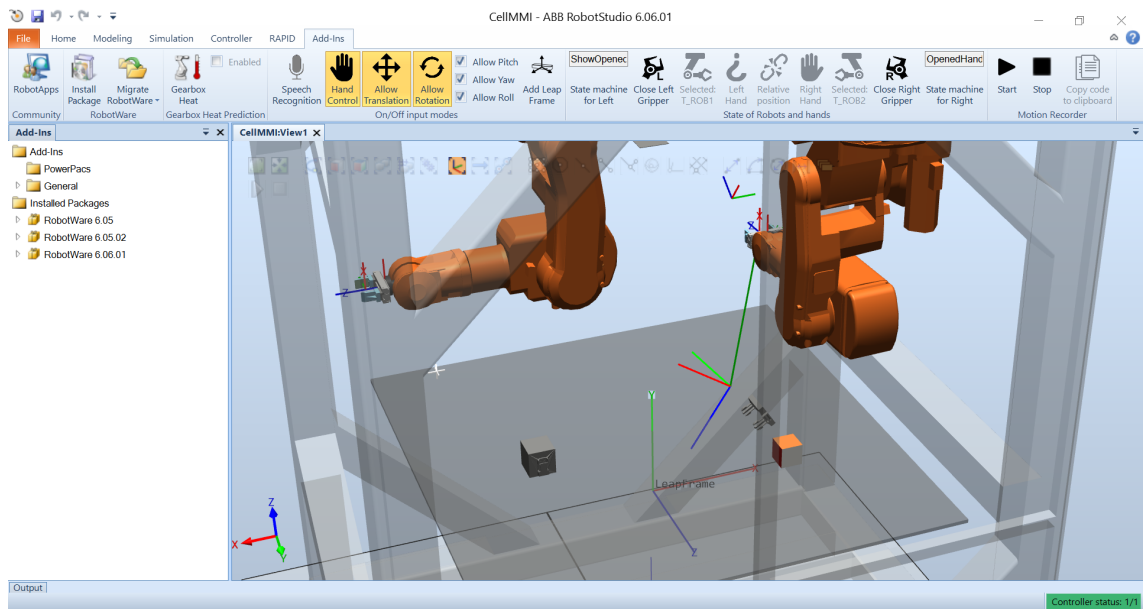 CellMMI - ABB RobotStudio 6.06.01
File Home Modeling Simulation Controller RAPID Add-Ins
RobotApps
Install
Package
Migrate
RobotWare
Gearbox
Heat
Enabled
Speech
Recognition
Hand
Control
Allow
Translation
Allow
Rotation
Allow Pitch
Allow Yaw
Allow Roll
Add Leap
Frame
ShowOpened
State machine
for Left
Close Left
Gripper
Selected:
T_ROB1
Left
Hand
Relative
position
Right
Hand
Selected:
T_ROB2
Close Right
Gripper
OpenedHand
State machine
for Right
Start
Stop
Copy code
to clipboard
Community RobotWare Gearbox Heat Prediction On/Off input modes State of Robots and hands Motion Recorder
Add-Ins
CellMMI:View1
Add-Ins
PowerPacs
General
Installed Packages
RobotWare 6.05
RobotWare 6.05.02
RobotWare 6.06.01
X
Z
X
Z
Y
X
LeapFrame
Z
Z
X
Y
Output
Controller status: 1/1